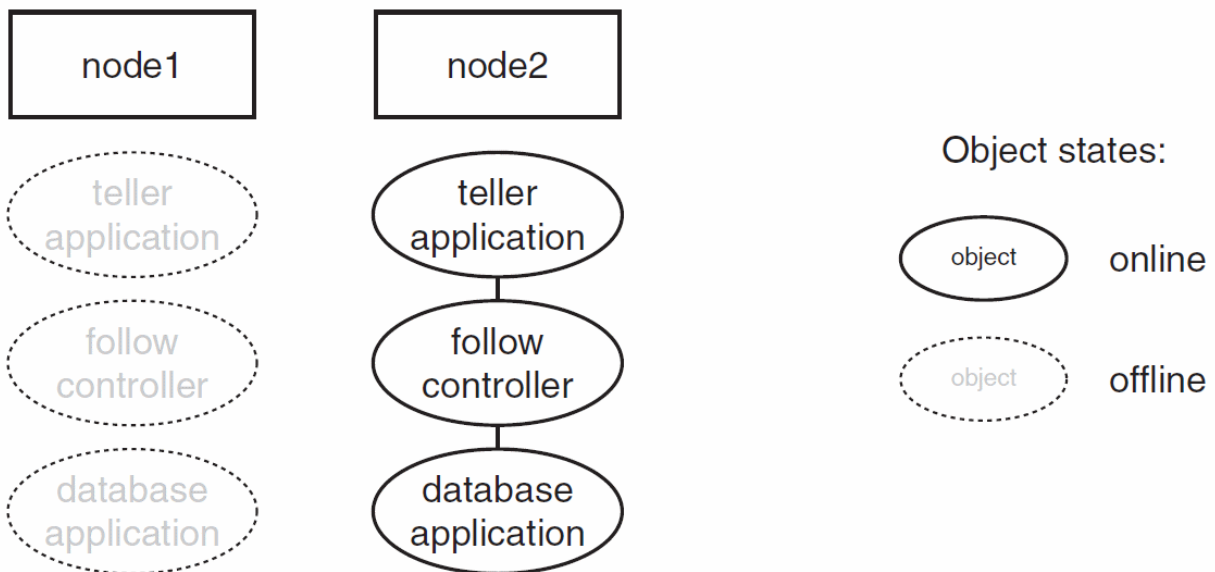 node1
teller
application
follow
controller
database
application
node2
teller
application
follow
controller
database
application
Object states:
object
online
object
offline